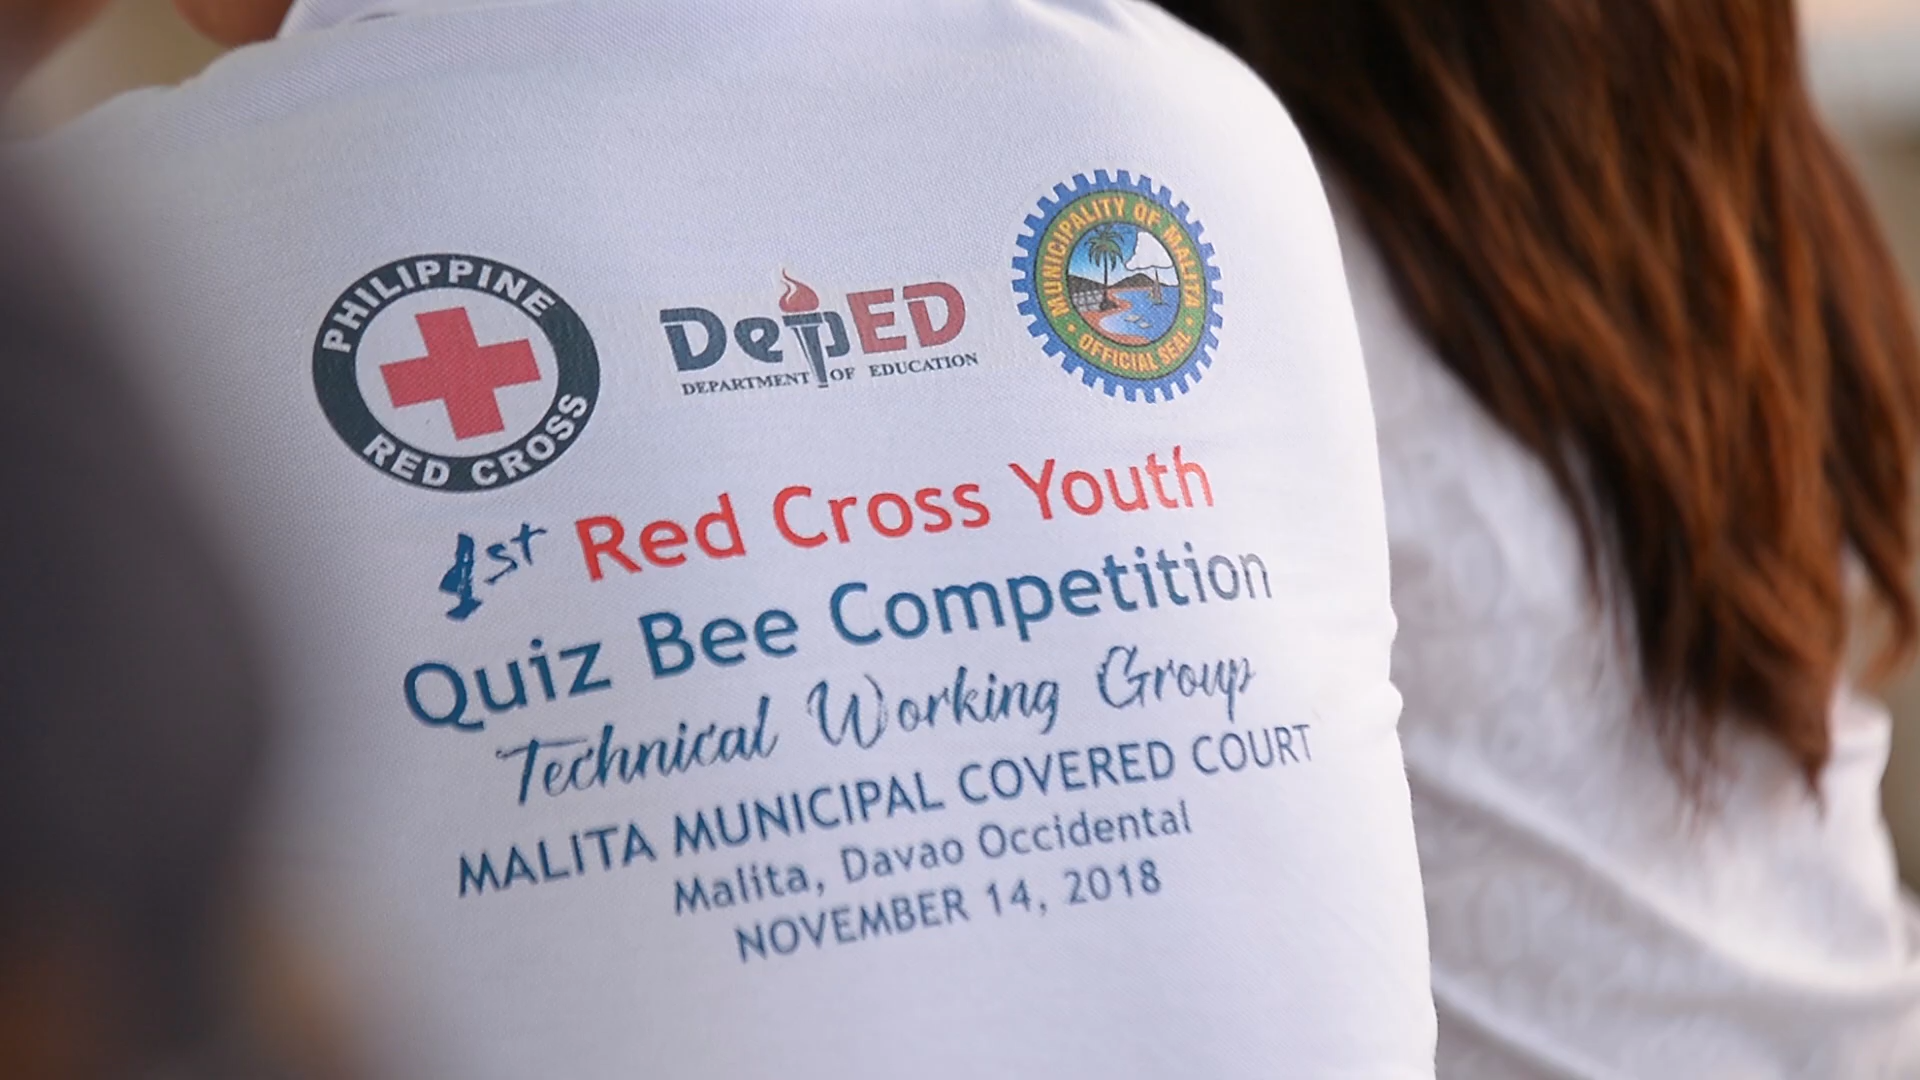 PHILIPPINE
RED CROSS
DepED
DEPARTMENT OF EDUCATION
MUNICIPALITY OF MALITA
• OFFICIAL SEAL •
1st Red Cross Youth
Quiz Bee Competition
Technical Working Group
MALITA MUNICIPAL COVERED COURT
Malita, Davao Occidental
NOVEMBER 14, 2018